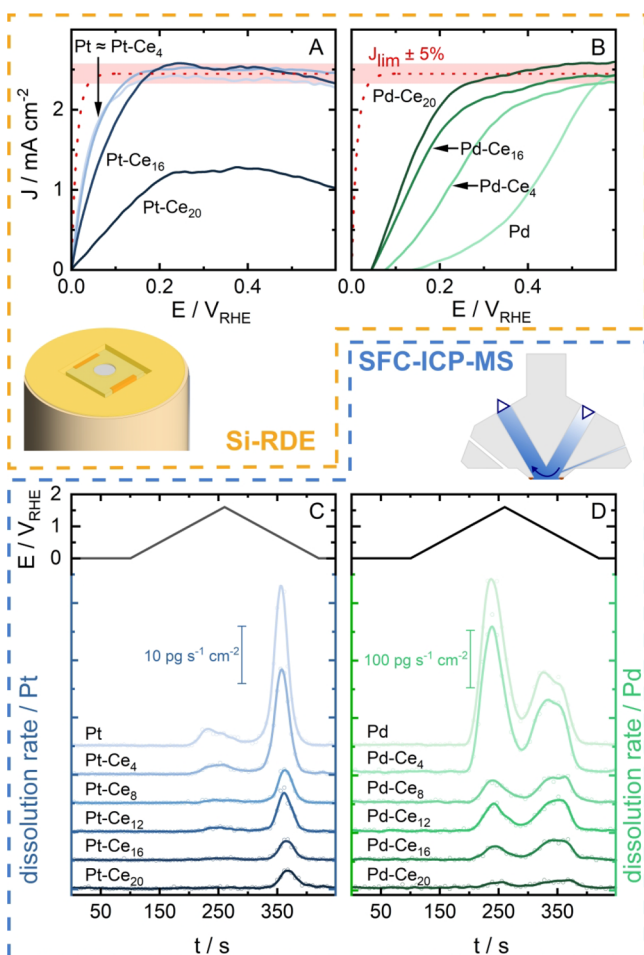 A
Pt ≈ Pt-Ce₄
Pt-Ce₁₆
Pt-Ce₂₀
J / mA cm⁻²
2
1
0
0.0 0.2 0.4
E / V_RHE
B
J_lim ± 5%
Pd-Ce₂₀
Pd-Ce₁₆
Pd-Ce₄
Pd
0.0 0.2 0.4
E / V_RHE
Si-RDE
SFC-ICP-MS
C
E / V_RHE
2
1
0
10 pg s⁻¹ cm⁻²
dissolution rate / Pt
Pt
Pt-Ce₄
Pt-Ce₈
Pt-Ce₁₂
Pt-Ce₁₆
Pt-Ce₂₀
50 150 250 350
t / s
D
100 pg s⁻¹ cm⁻²
dissolution rate / Pd
Pd
Pd-Ce₄
Pd-Ce₈
Pd-Ce₁₂
Pd-Ce₁₆
Pd-Ce₂₀
50 150 250 350
t / s